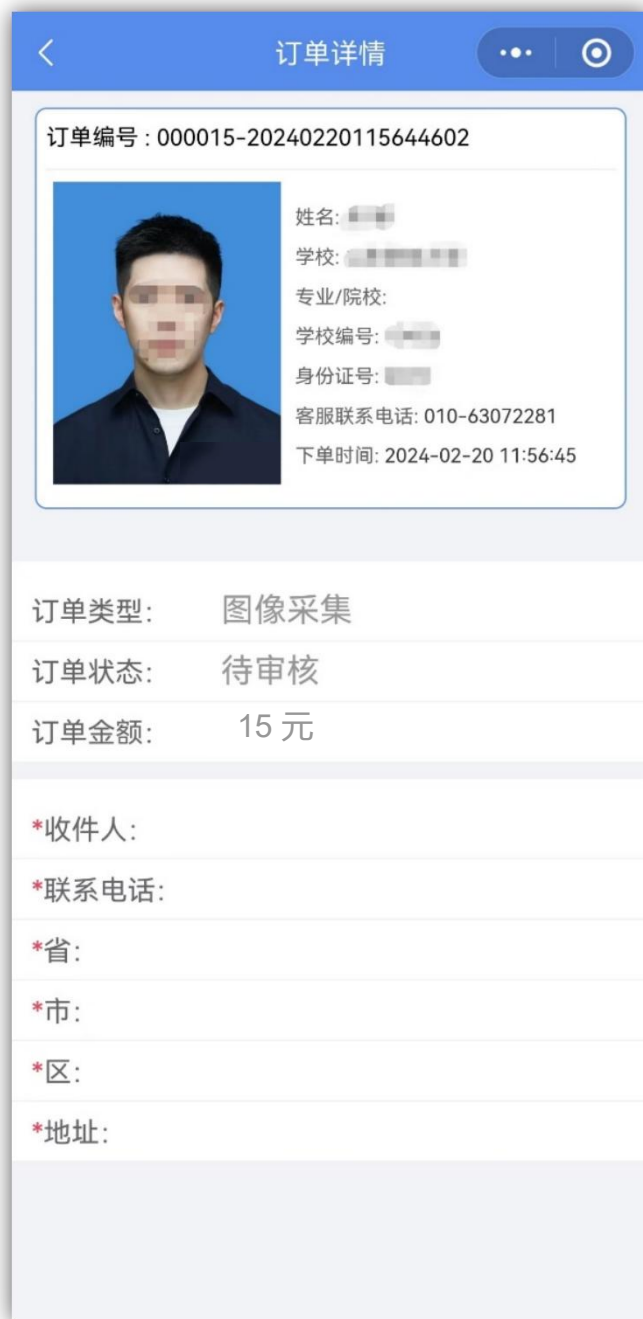 订单详情
订单编号 : 000015-20240220115644602
姓名:
学校:
专业/院校:
学校编号:
身份证号:
客服联系电话: 010-63072281
下单时间: 2024-02-20 11:56:45
订单类型: 图像采集
订单状态: 待审核
订单金额: 15 元
*收件人:
*联系电话:
*省:
*市:
*区:
*地址: